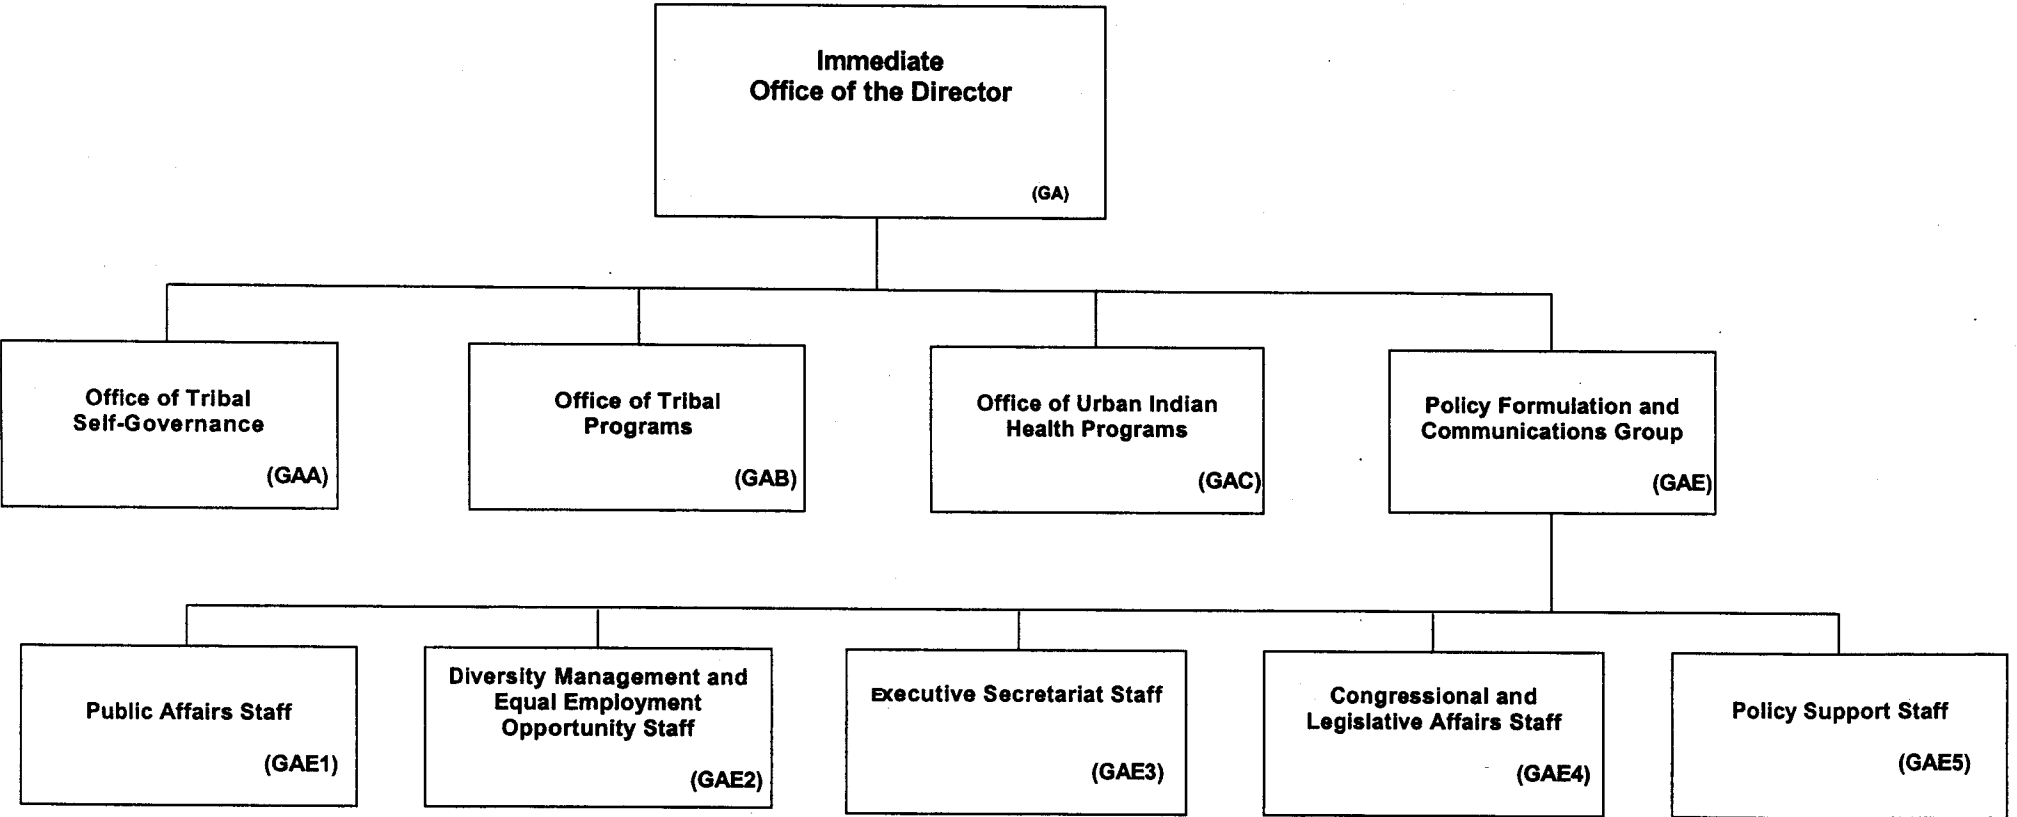 Immediate
Office of the Director
(GA)
Office of Tribal
Self-Governance
(GAA)
Office of Tribal
Programs
(GAB)
Office of Urban Indian
Health Programs
(GAC)
Policy Formulation and
Communications Group
(GAE)
Public Affairs Staff
(GAE1)
Diversity Management and
Equal Employment
Opportunity Staff
(GAE2)
Executive Secretariat Staff
(GAE3)
Congressional and
Legislative Affairs Staff
(GAE4)
Policy Support Staff
(GAE5)